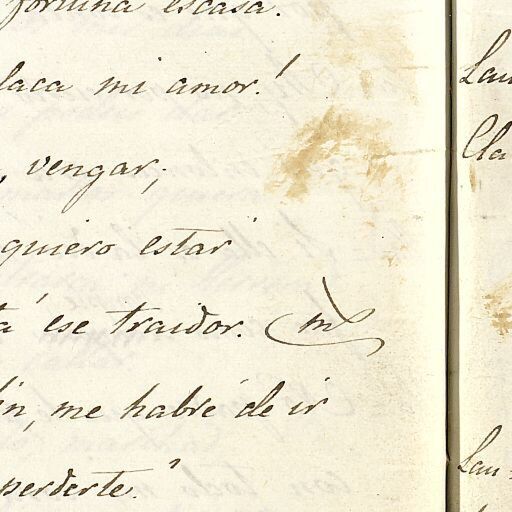 fortuna escasa.
laca mi amor!
, vengar;
quiero estar
tá ese traidor. (m)
in, me habré de ir
perderte.?
Lau
Cla
Lau